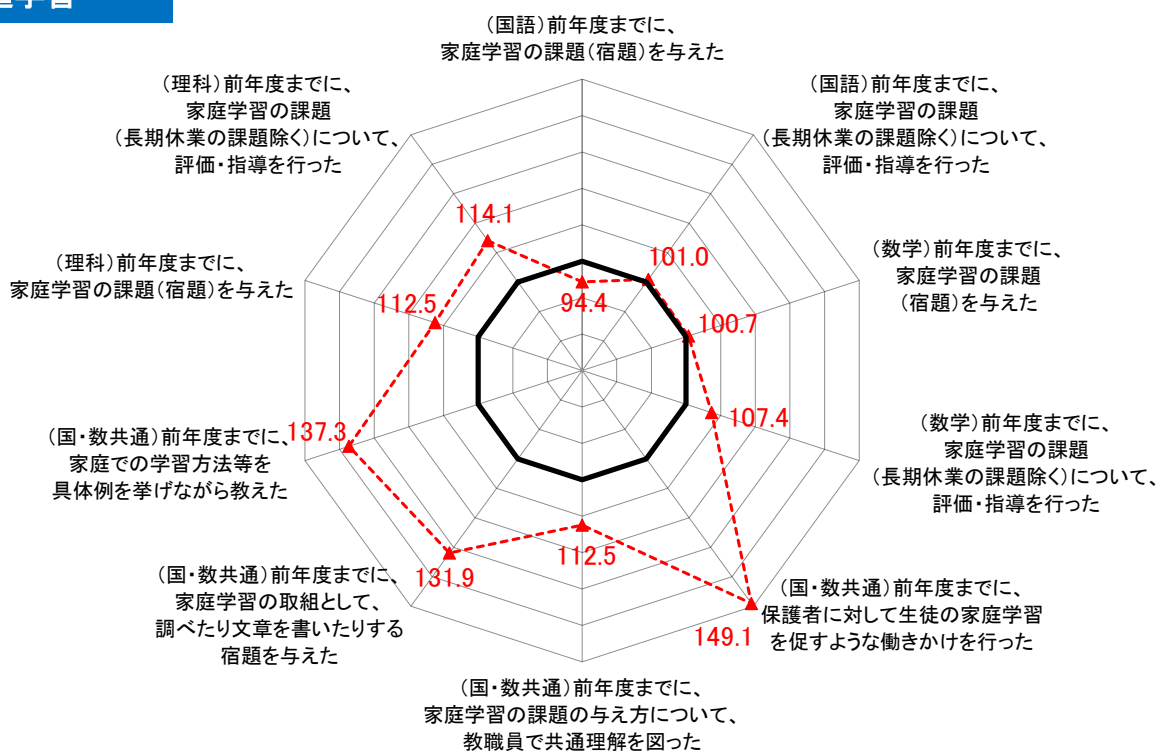 （国語）前年度までに、
家庭学習の課題（宿題）を与えた
（国語）前年度までに、
家庭学習の課題
（長期休業の課題除く）について、
評価・指導を行った
（数学）前年度までに、
家庭学習の課題
（宿題）を与えた
（数学）前年度までに、
家庭学習の課題
（長期休業の課題除く）について、
評価・指導を行った
（国・数共通）前年度までに、
保護者に対して生徒の家庭学習
を促すような働きかけを行った
（国・数共通）前年度までに、
家庭学習の課題の与え方について、
教職員で共通理解を図った
（国・数共通）前年度までに、
家庭学習の取組として、
調べたり文章を書いたりする
宿題を与えた
（国・数共通）前年度までに、
家庭での学習方法等を
具体例を挙げながら教えた
（理科）前年度までに、
家庭学習の課題（宿題）を与えた
（理科）前年度までに、
家庭学習の課題
（長期休業の課題除く）について、
評価・指導を行った
94.4
101.0
100.7
107.4
149.1
112.5
131.9
137.3
112.5
114.1